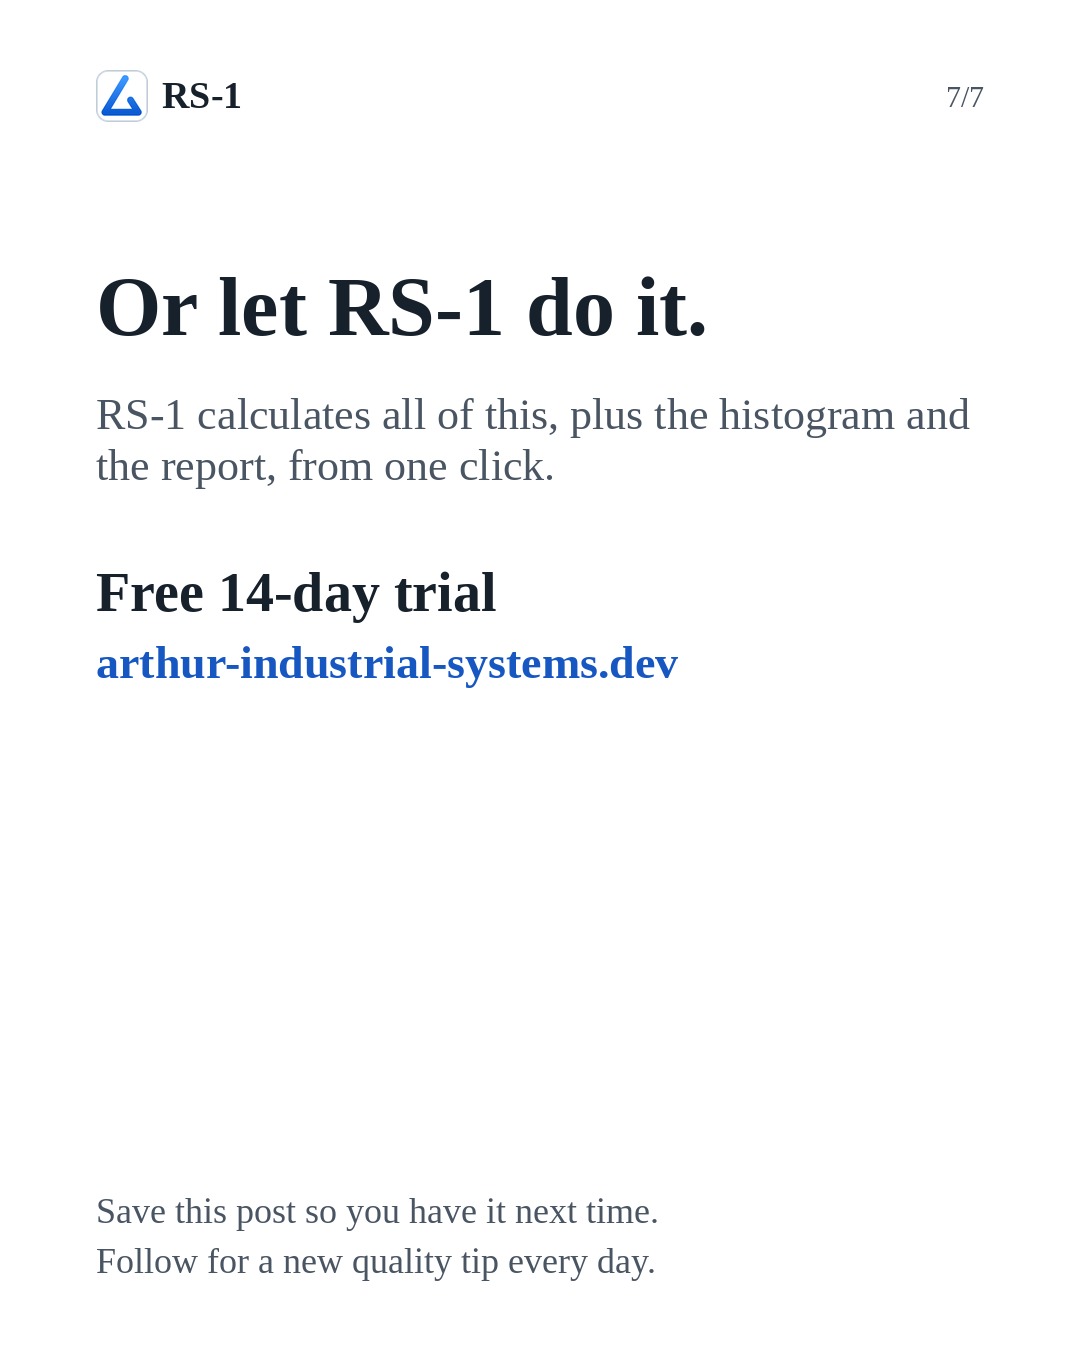 RS-1
7/7
Or let RS-1 do it.
RS-1 calculates all of this, plus the histogram and
the report, from one click.
Free 14-day trial
arthur-industrial-systems.dev
Save this post so you have it next time.
Follow for a new quality tip every day.